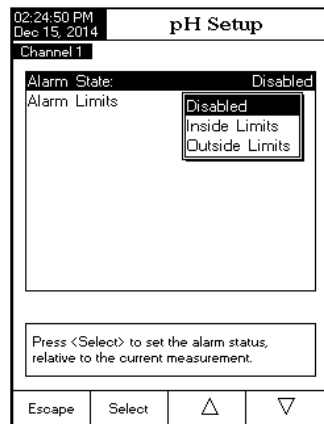 02:24:50 PM
Dec 15, 2014
pH Setup
Channel 1
Alarm State: Disabled
Alarm Limits
Disabled
Inside Limits
Outside Limits
Press <Select> to set the alarm status,
relative to the current measurement.
Escape Select △ ▽